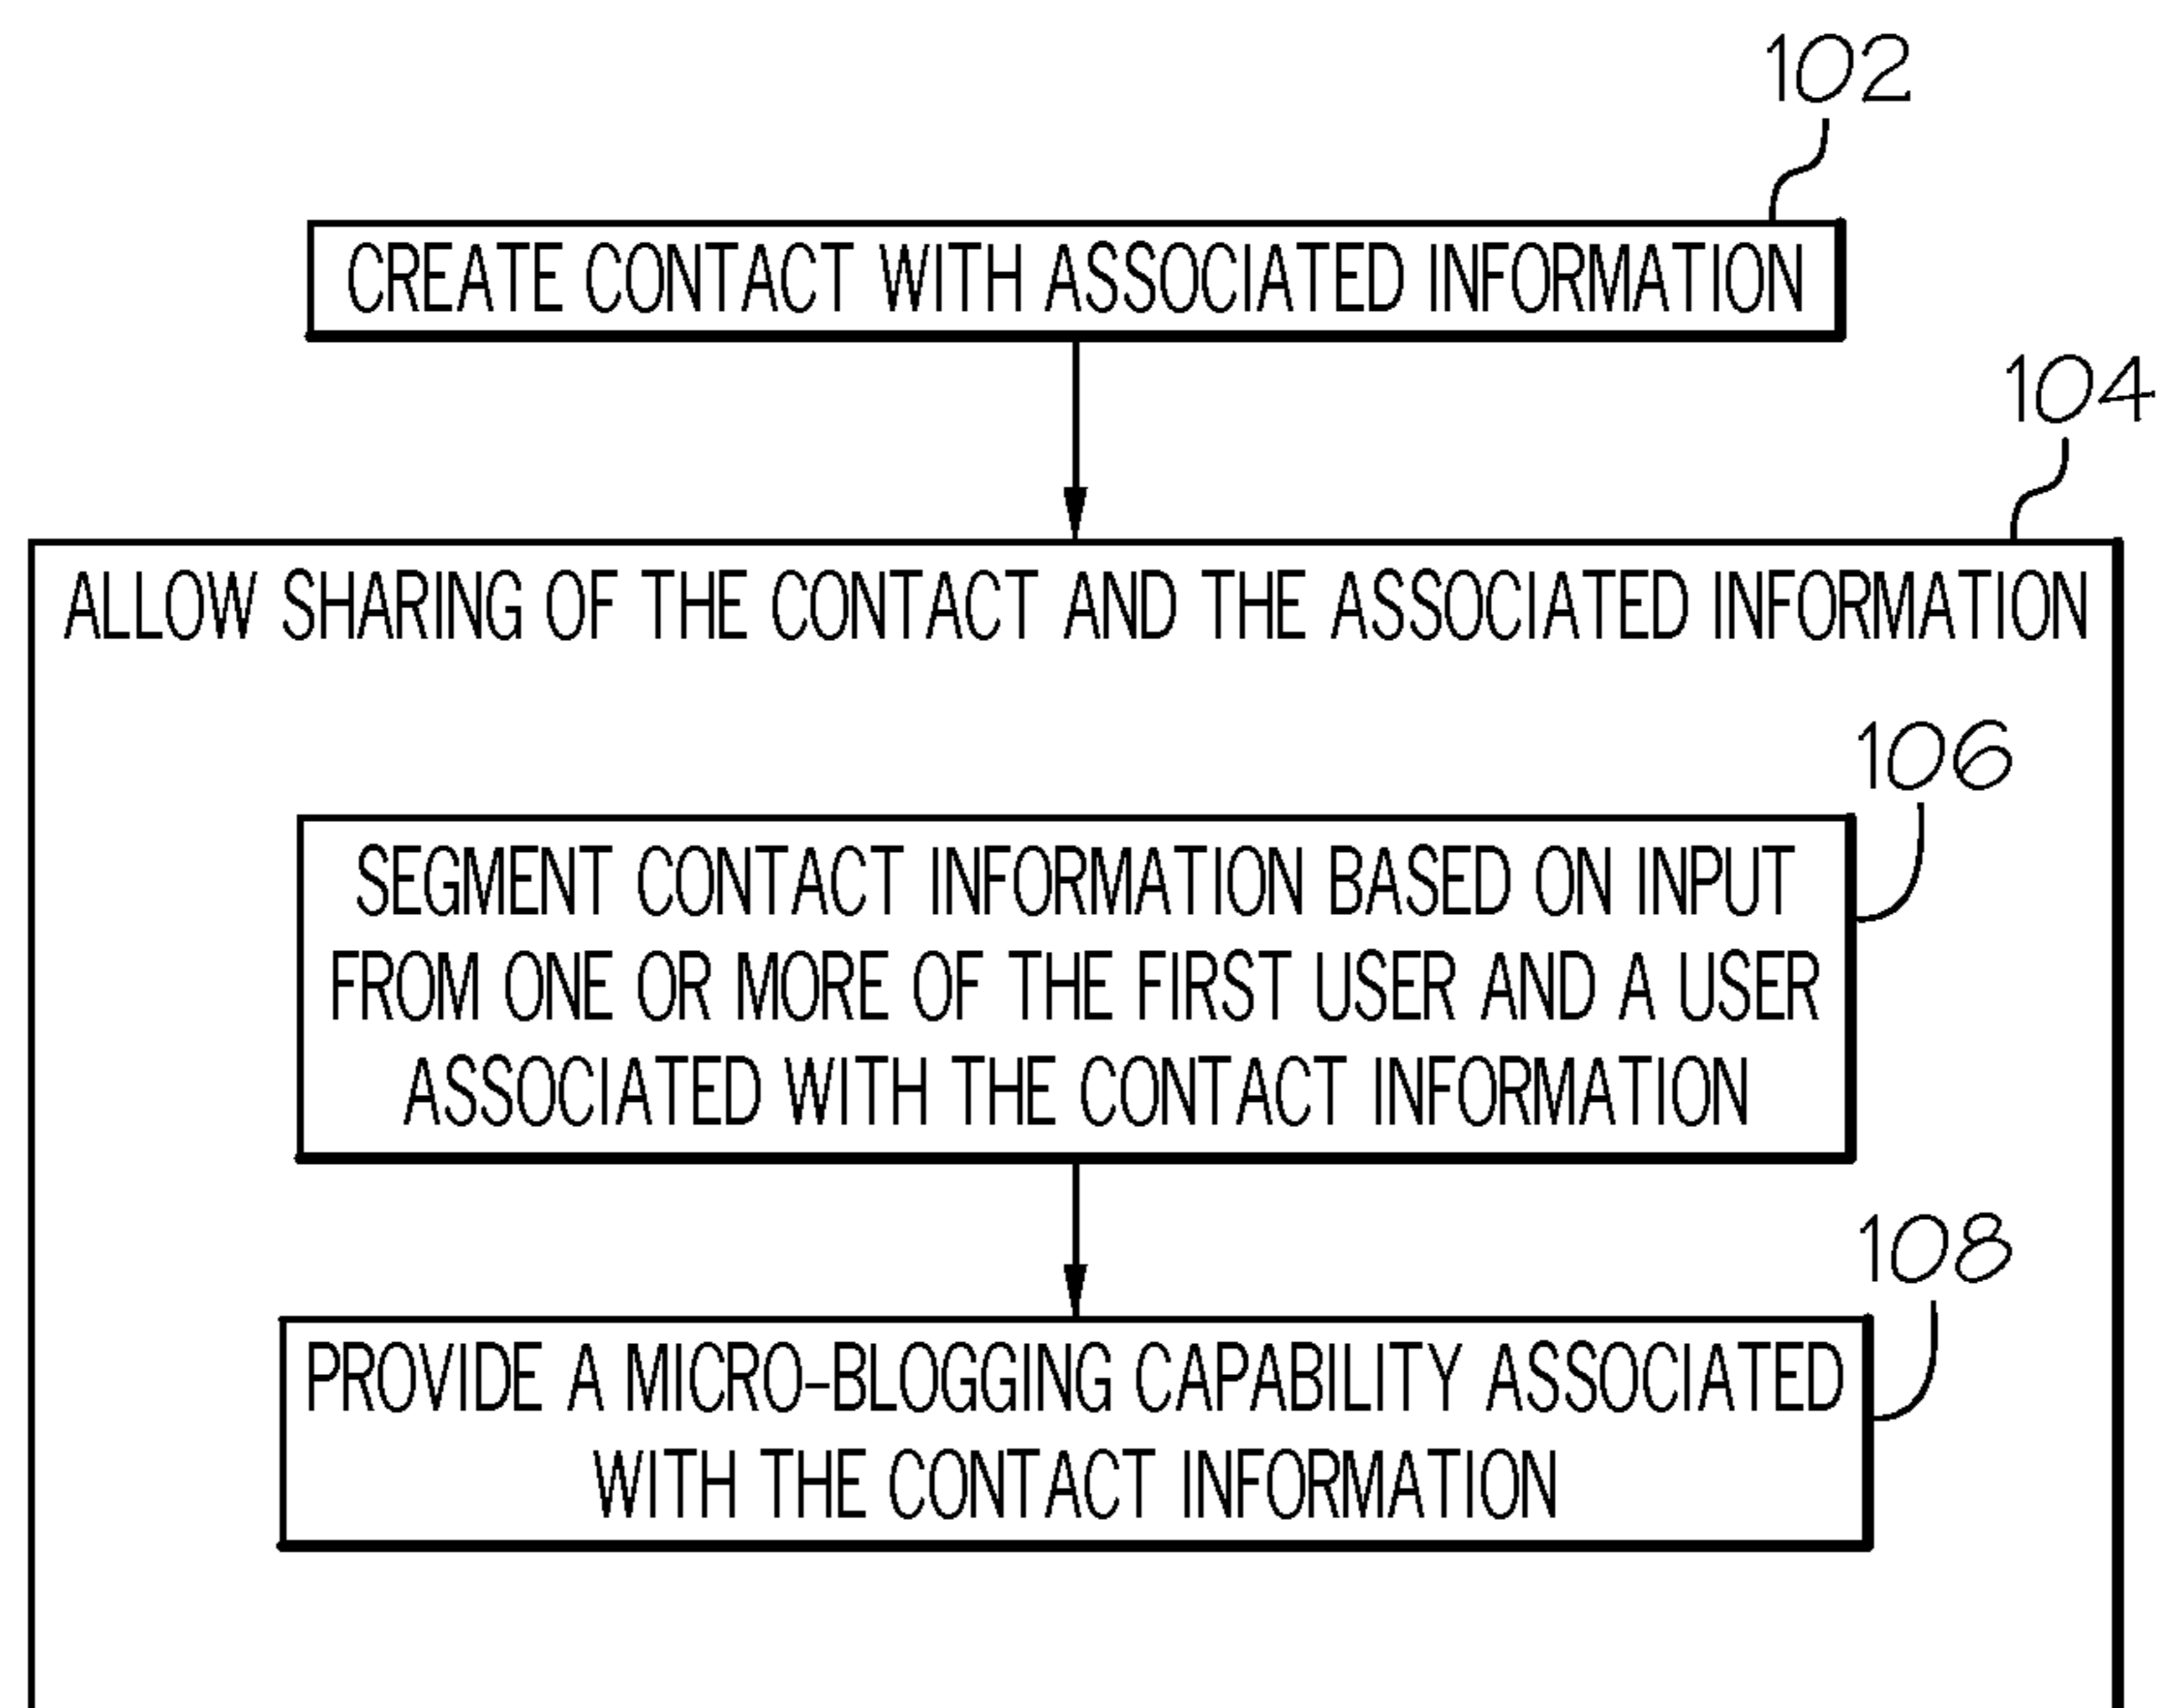 102
CREATE CONTACT WITH ASSOCIATED INFORMATION
104
ALLOW SHARING OF THE CONTACT AND THE ASSOCIATED INFORMATION
106
SEGMENT CONTACT INFORMATION BASED ON INPUT
FROM ONE OR MORE OF THE FIRST USER AND A USER
ASSOCIATED WITH THE CONTACT INFORMATION
108
PROVIDE A MICRO-BLOGGING CAPABILITY ASSOCIATED
WITH THE CONTACT INFORMATION